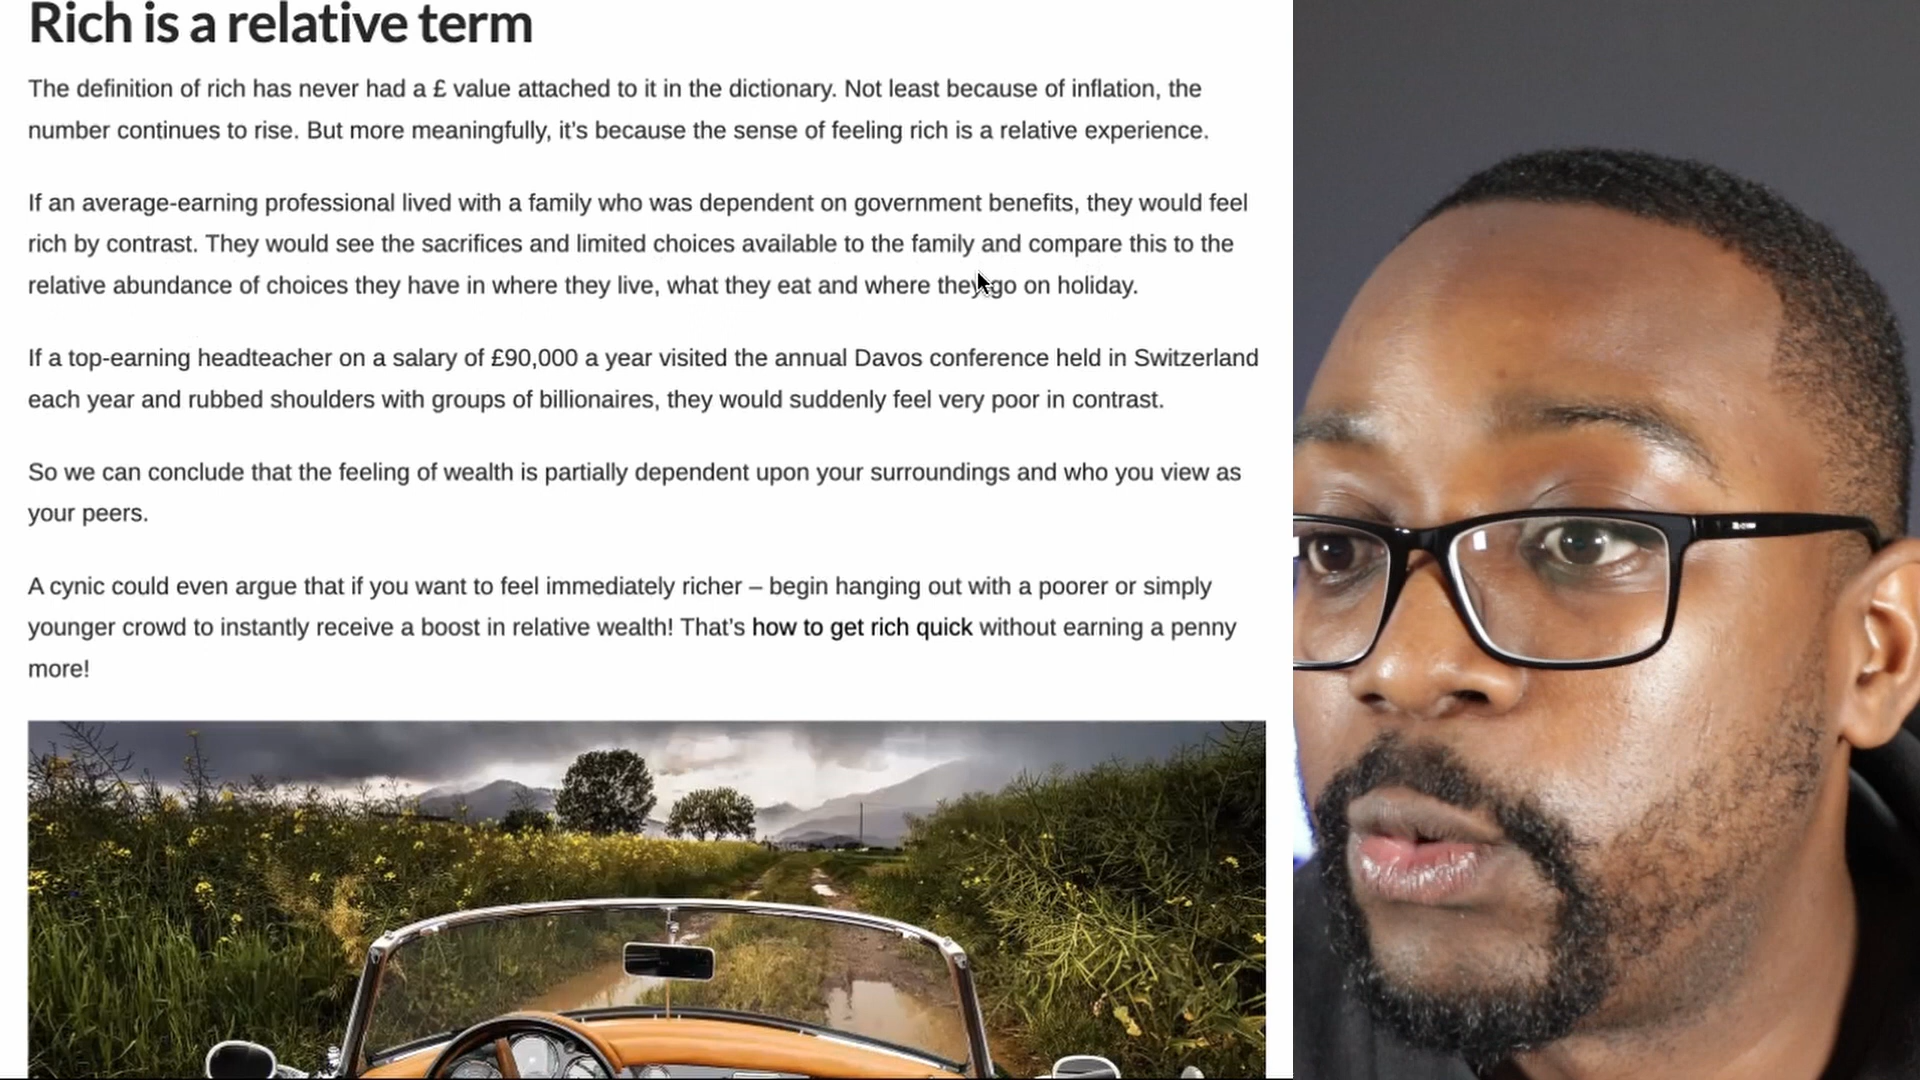 Rich is a relative term
The definition of rich has never had a £ value attached to it in the dictionary. Not least because of inflation, the
number continues to rise. But more meaningfully, it's because the sense of feeling rich is a relative experience.
If an average-earning professional lived with a family who was dependent on government benefits, they would feel
rich by contrast. They would see the sacrifices and limited choices available to the family and compare this to the
relative abundance of choices they have in where they live, what they eat and where they go on holiday.
If a top-earning headteacher on a salary of £90,000 a year visited the annual Davos conference held in Switzerland
each year and rubbed shoulders with groups of billionaires, they would suddenly feel very poor in contrast.
So we can conclude that the feeling of wealth is partially dependent upon your surroundings and who you view as
your peers.
A cynic could even argue that if you want to feel immediately richer – begin hanging out with a poorer or simply
younger crowd to instantly receive a boost in relative wealth! That's how to get rich quick without earning a penny
more!